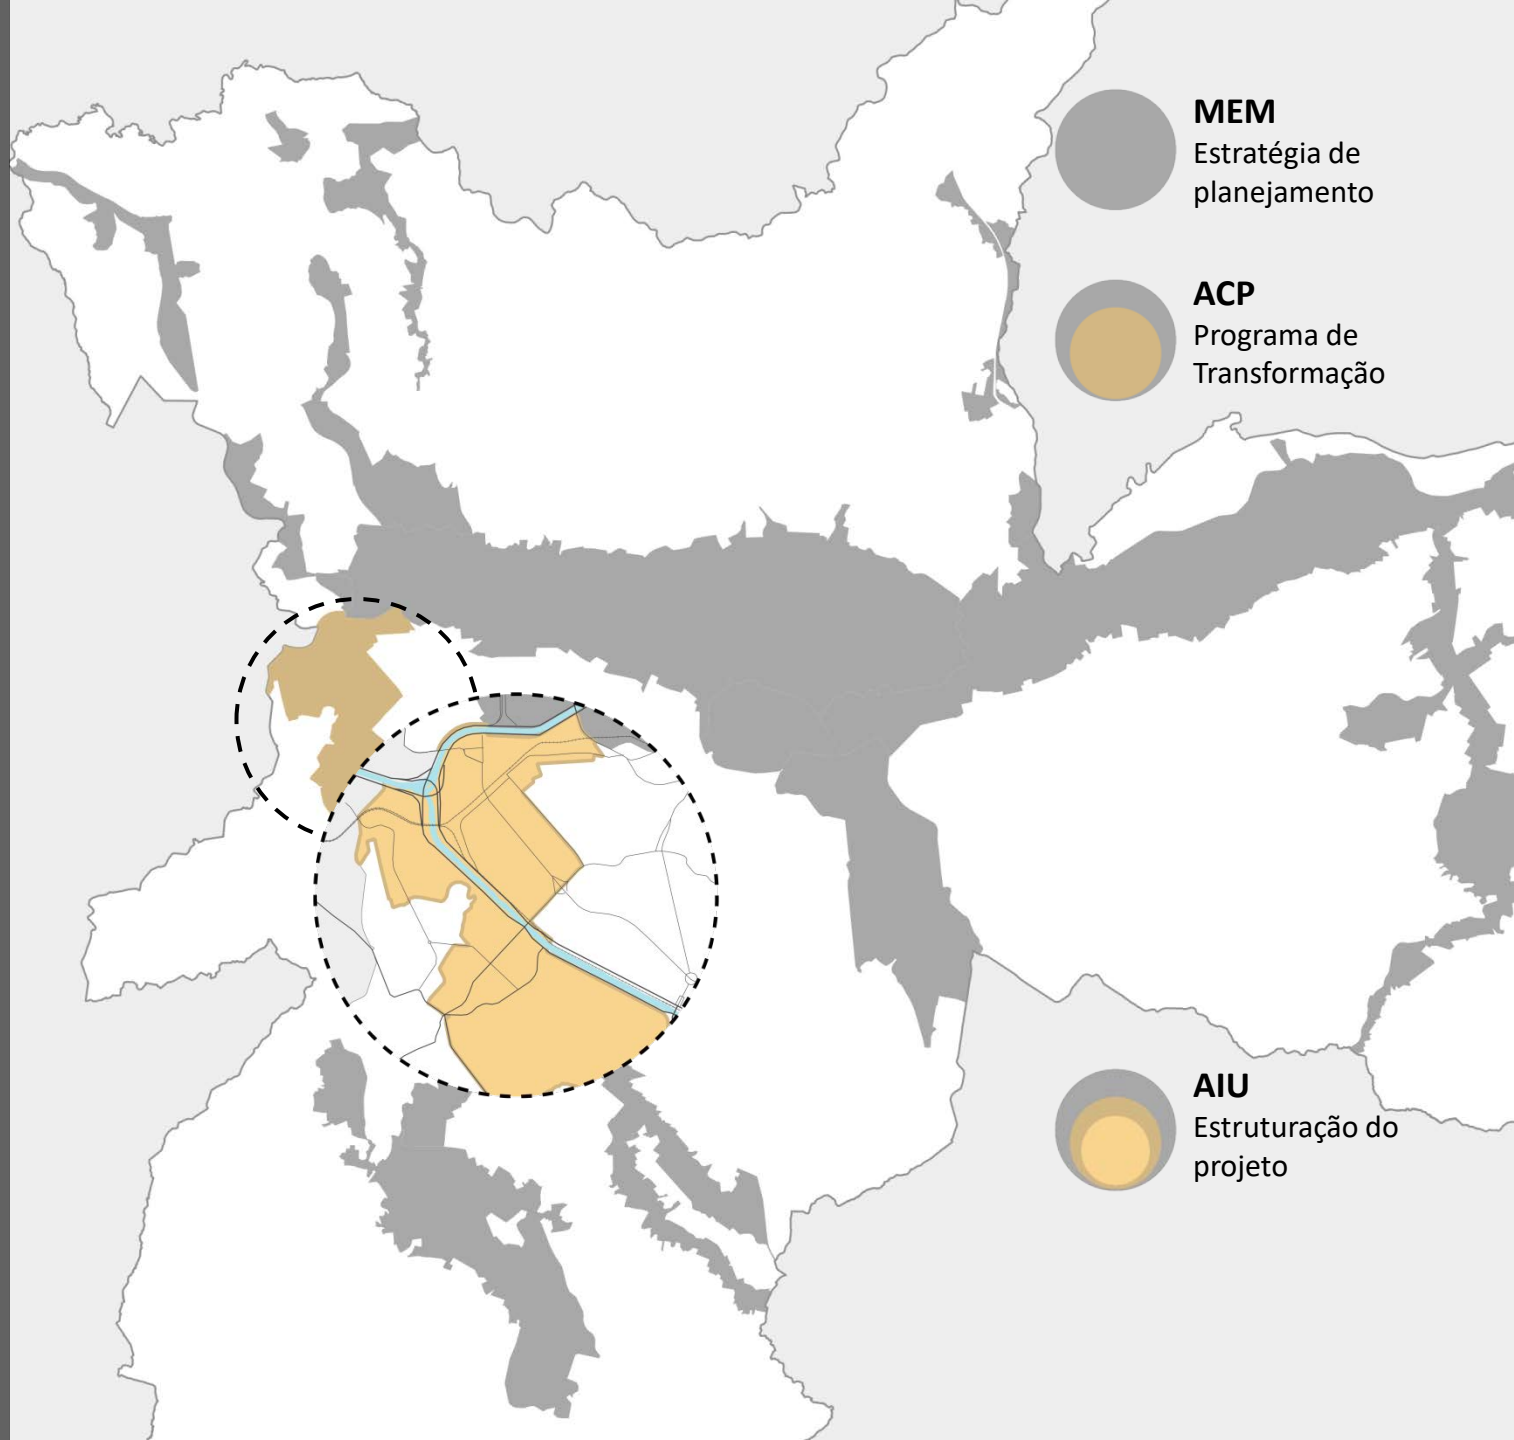 MEM
Estratégia de
planejamento
ACP
Programa de
Transformação
AIU
Estruturação do
projeto